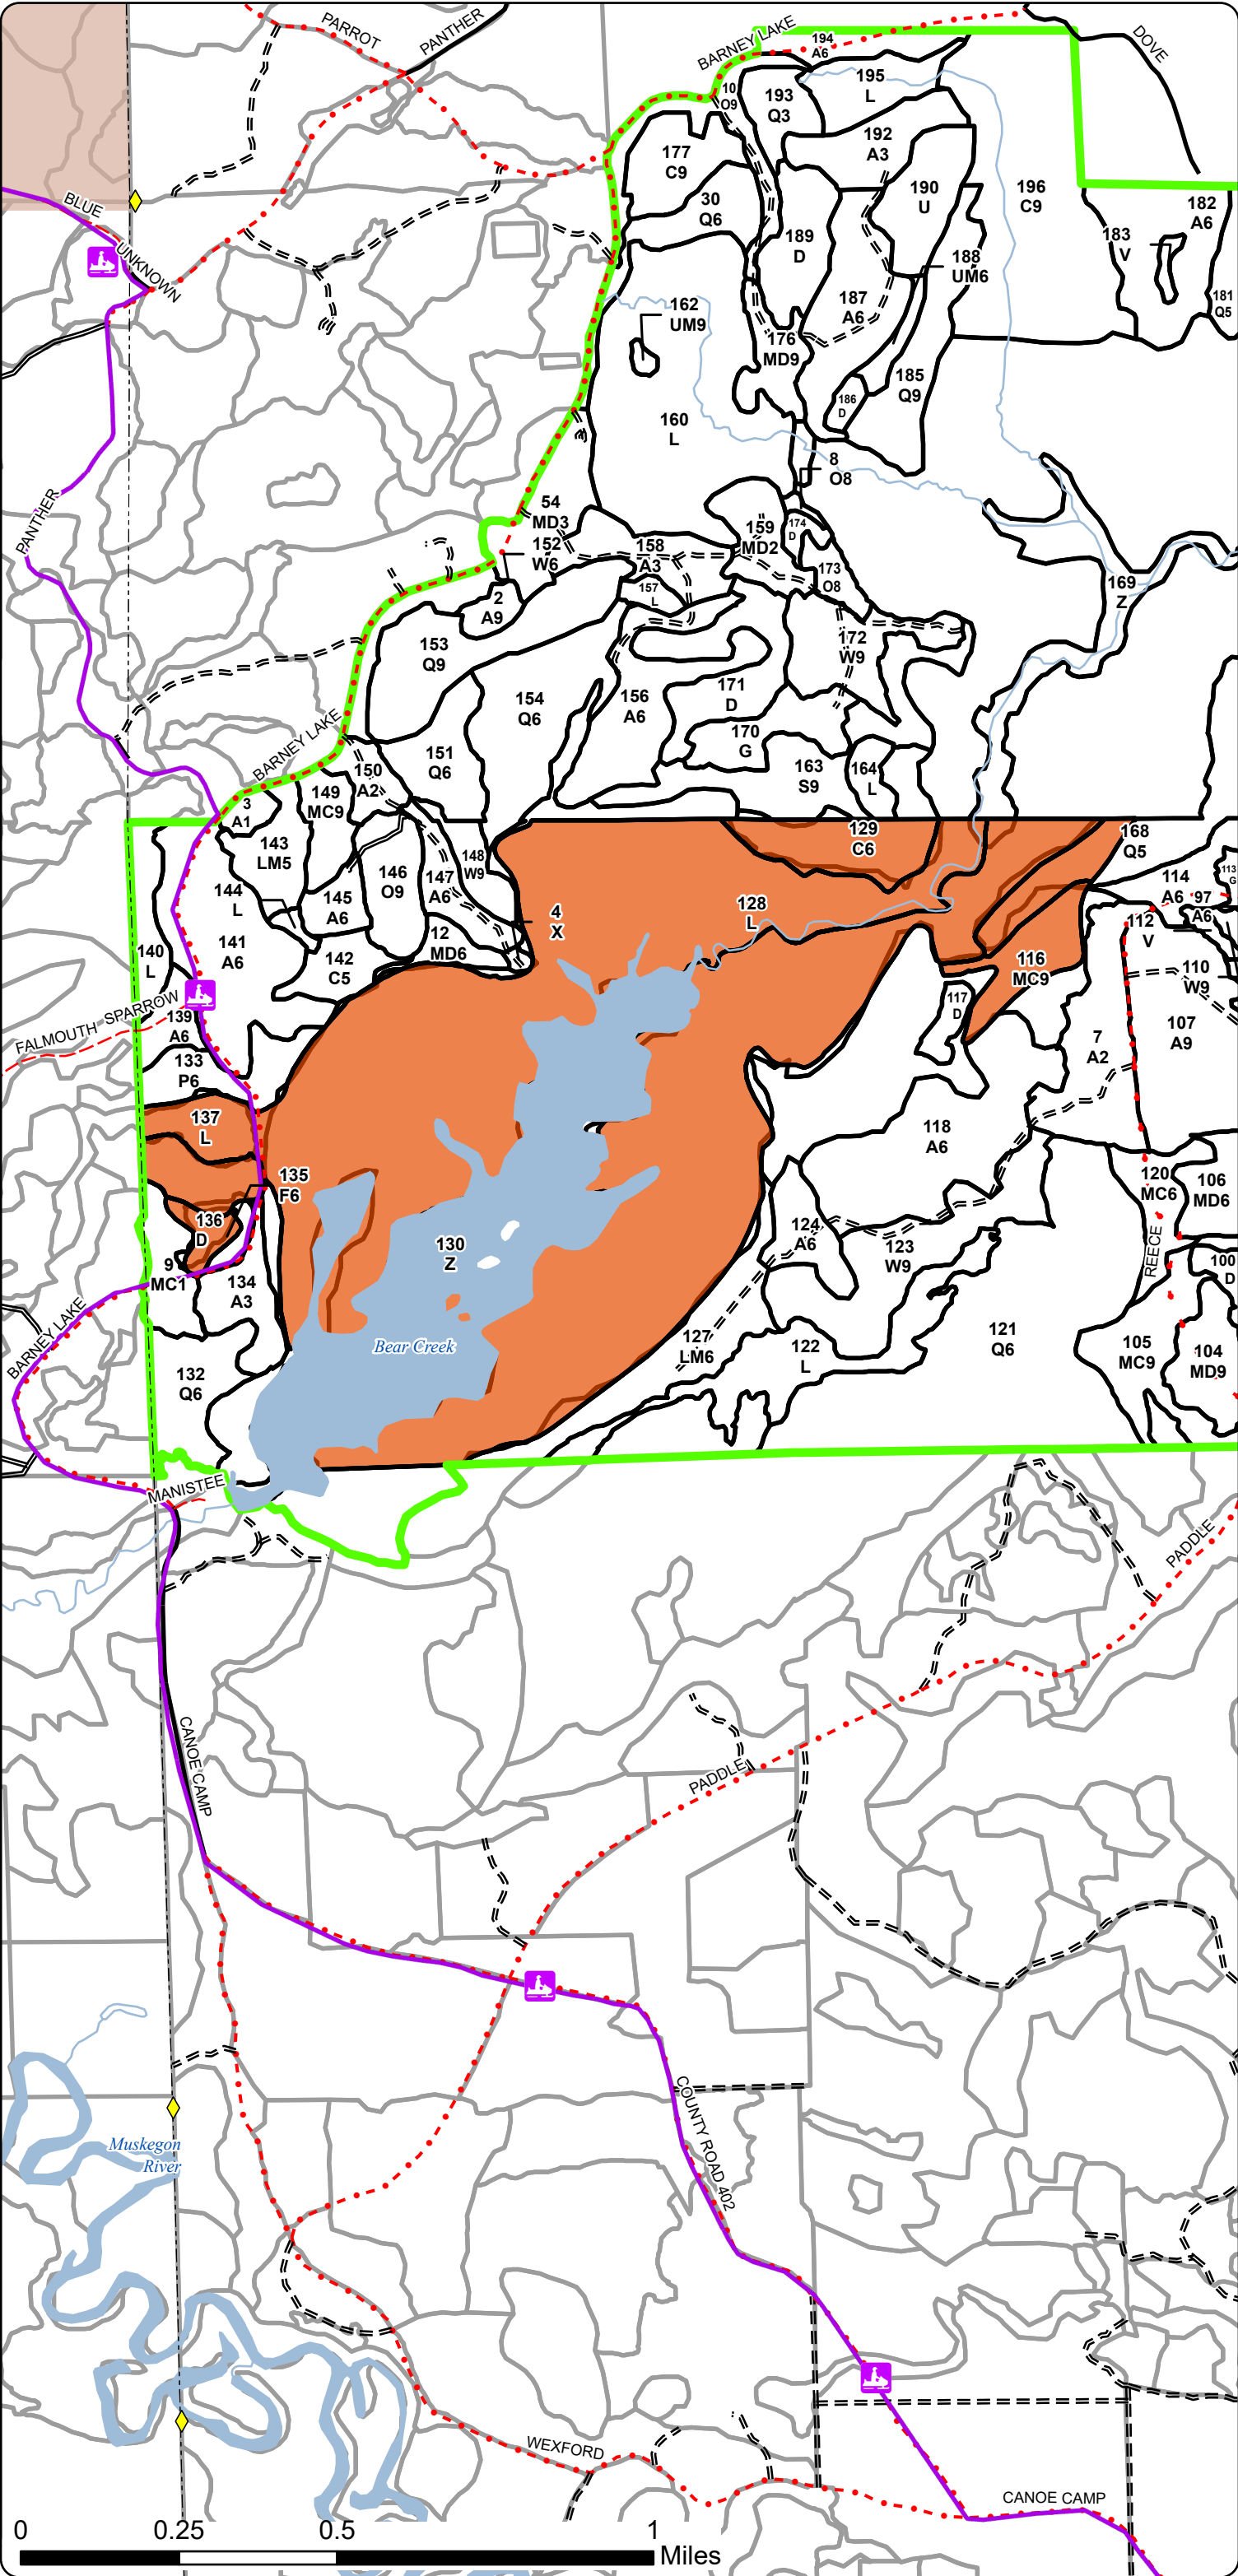 PARROT
PANTHER
BARNEY LAKE
DOVE
194
A6
195
L
10
O9
193
Q3
192
A3
177
C9
190
U
196
C9
30
Q6
182
A6
BLUE
189
D
183
V
UNKNOWN
188
UM6
187
A6
181
Q5
162
UM9
176
MD9
185
Q9
186
D
160
L
8
O8
PANTHER
54
MD3
159
MD2
174
D
152
W6
158
A3
173
O8
169
Z
157
L
2
A9
153
Q9
172
W9
154
Q6
156
A6
171
D
BARNEY LAKE
151
Q6
170
G
150
A2
163
S9
164
L
149
MC9
3
A1
129
C6
168
Q5
143
LM5
148
W9
146
O9
147
A6
113
G
114
A6
144
L
145
A6
128
L
97
A6
4
X
112
V
12
MD6
141
A6
140
L
142
C5
116
MC9
110
W9
117
D
FALMOUTH SPARROW
139
A6
107
A9
7
A2
133
P6
137
L
118
A6
135
F6
120
MC6
106
MD6
136
D
124
A6
130
Z
123
W9
REECE
100
D
9
MC1
134
A3
BARNEY LAKE
Bear Creek
127
LM6
122
L
121
Q6
105
MC9
104
MD9
132
Q6
MANISTEE
PADDLE
CANOE CAMP
PADDLE
COUNTY ROAD 402
Muskegon
River
WEXFORD
CANOE CAMP
0 0.25 0.5 1
Miles